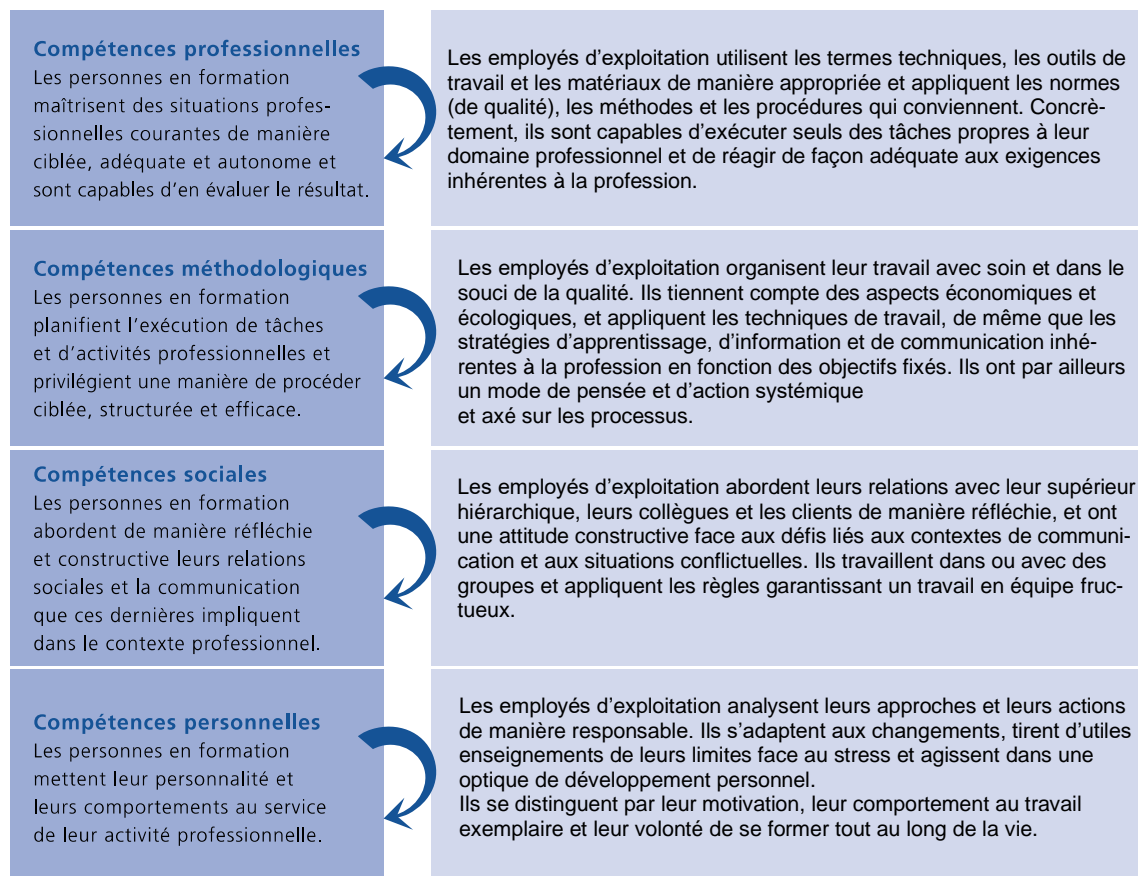 Compétences professionnelles
Les personnes en formation
maîtrisent des situations profes-
sionnelles courantes de manière
ciblée, adéquate et autonome et
sont capables d'en évaluer le résultat.
Les employés d'exploitation utilisent les termes techniques, les outils de
travail et les matériaux de manière appropriée et appliquent les normes
(de qualité), les méthodes et les procédures qui conviennent. Concrè-
tement, ils sont capables d'exécuter seuls des tâches propres à leur
domaine professionnel et de réagir de façon adéquate aux exigences
inhérentes à la profession.
Compétences méthodologiques
Les personnes en formation
planifient l'exécution de tâches
et d'activités professionnelles et
privilégient une manière de procéder
ciblée, structurée et efficace.
Les employés d'exploitation organisent leur travail avec soin et dans le
souci de la qualité. Ils tiennent compte des aspects économiques et
écologiques, et appliquent les techniques de travail, de même que les
stratégies d'apprentissage, d'information et de communication inhé-
rentes à la profession en fonction des objectifs fixés. Ils ont par ailleurs
un mode de pensée et d'action systémique
et axé sur les processus.
Compétences sociales
Les personnes en formation
abordent de manière réfléchie
et constructive leurs relations
sociales et la communication
que ces dernières impliquent
dans le contexte professionnel.
Les employés d'exploitation abordent leurs relations avec leur supérieur
hiérarchique, leurs collègues et les clients de manière réfléchie, et ont
une attitude constructive face aux défis liés aux contextes de communi-
cation et aux situations conflictuelles. Ils travaillent dans ou avec des
groupes et appliquent les règles garantissant un travail en équipe fruc-
tueux.
Compétences personnelles
Les personnes en formation
mettent leur personnalité et
leurs comportements au service
de leur activité professionnelle.
Les employés d'exploitation analysent leurs approches et leurs actions
de manière responsable. Ils s'adaptent aux changements, tirent d'utiles
enseignements de leurs limites face au stress et agissent dans une
optique de développement personnel.
Ils se distinguent par leur motivation, leur comportement au travail
exemplaire et leur volonté de se former tout au long de la vie.